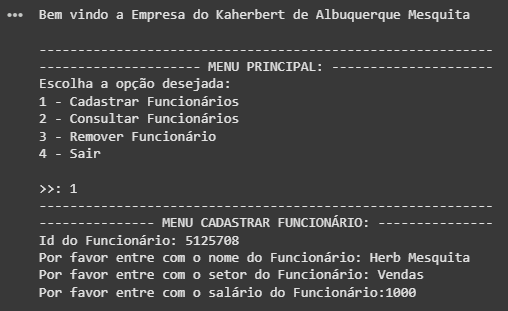 Bem vindo a Empresa do Kaherbert de Albuquerque Mesquita
-----------------------------------------------------------
--------------------- MENU PRINCIPAL: ---------------------
Escolha a opção desejada:
1 - Cadastrar Funcionários
2 - Consultar Funcionários
3 - Remover Funcionário
4 - Sair
>>: 1
-----------------------------------------------------------
--------------- MENU CADASTRAR FUNCIONÁRIO: ---------------
Id do Funcionário: 5125708
Por favor entre com o nome do Funcionário: Herb Mesquita
Por favor entre com o setor do Funcionário: Vendas
Por favor entre com o salário do Funcionário:1000